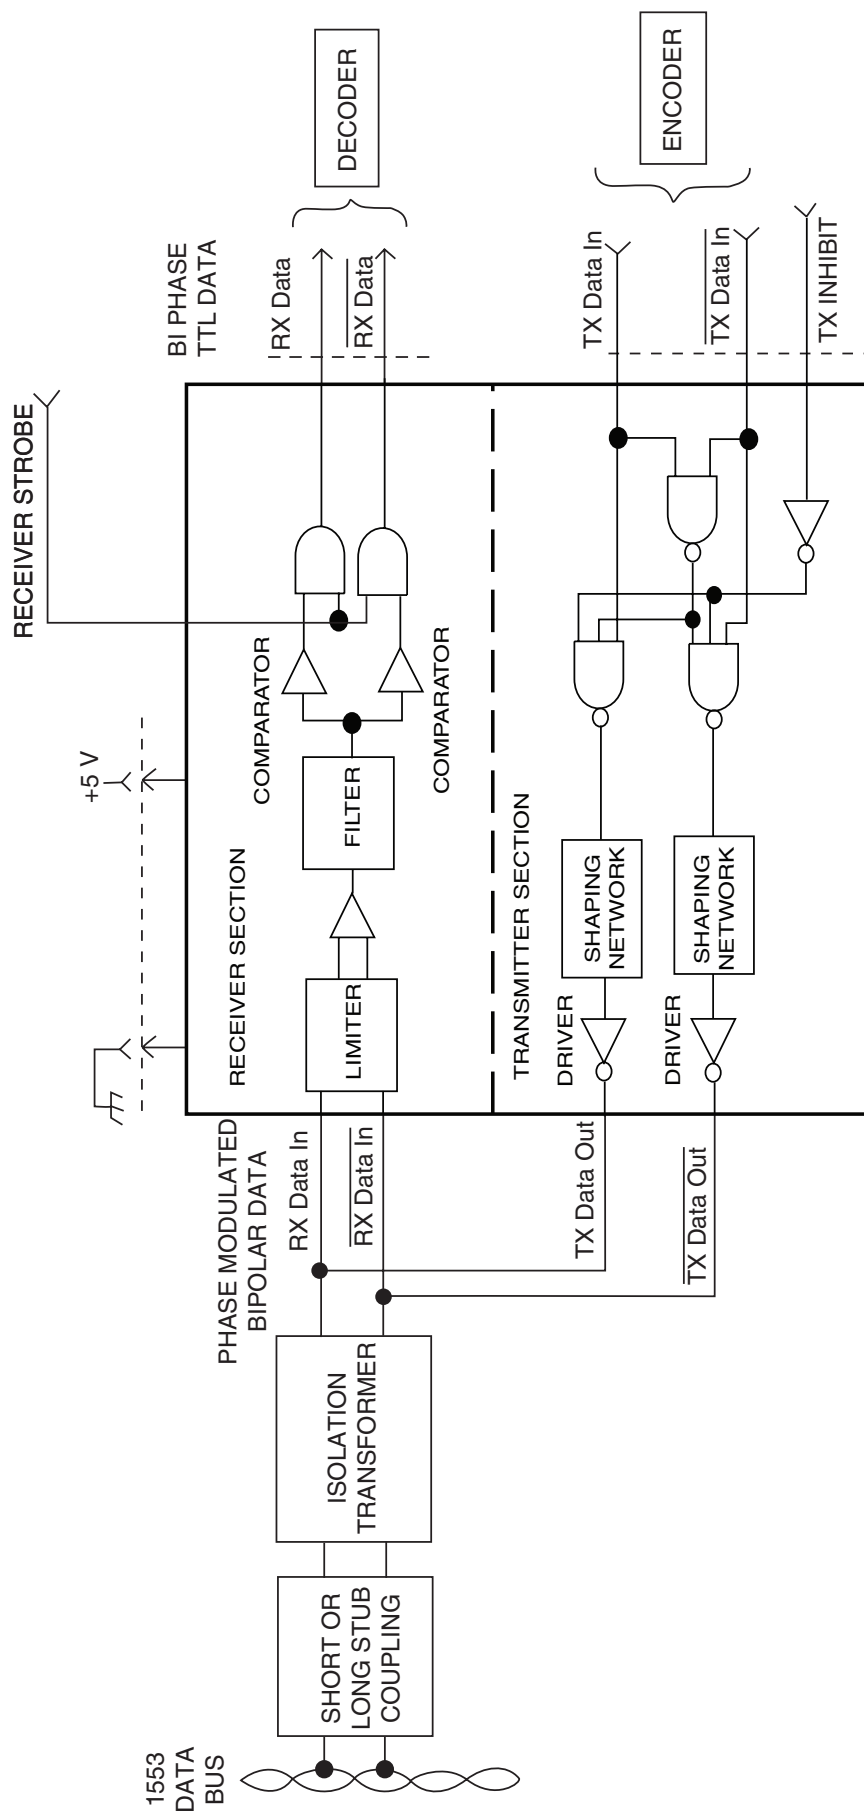 RECEIVER STROBE
+5 V
BI PHASE
TTL DATA
PHASE MODULATED
BIPOLAR DATA
1553
DATA
BUS
SHORT OR
LONG STUB
COUPLING
ISOLATION
TRANSFORMER
RX Data In
RX Data In
RECEIVER SECTION
LIMITER
FILTER
COMPARATOR
COMPARATOR
RX Data
RX Data
DECODER
TRANSMITTER SECTION
TX Data Out
TX Data Out
DRIVER
DRIVER
SHAPING
NETWORK
SHAPING
NETWORK
TX Data In
TX Data In
TX INHIBIT
ENCODER